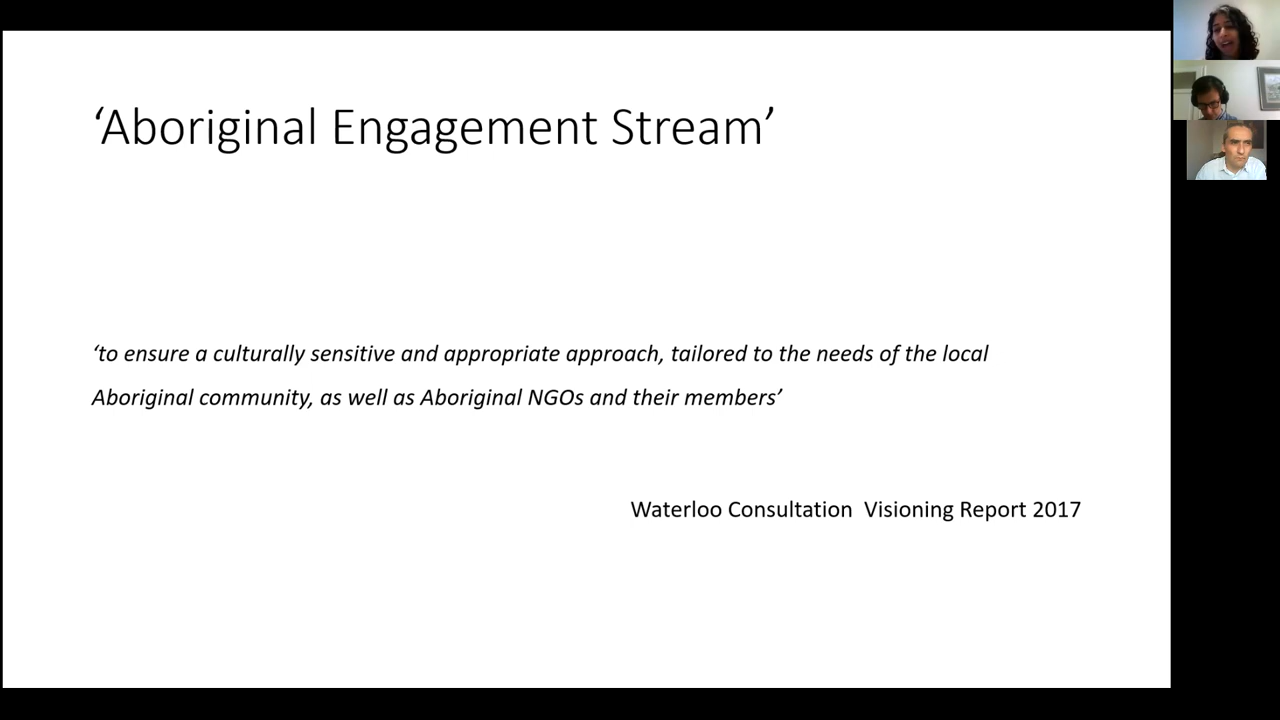 ‘Aboriginal Engagement Stream’
‘to ensure a culturally sensitive and appropriate approach, tailored to the needs of the local
Aboriginal community, as well as Aboriginal NGOs and their members’
Waterloo Consultation  Visioning Report 2017